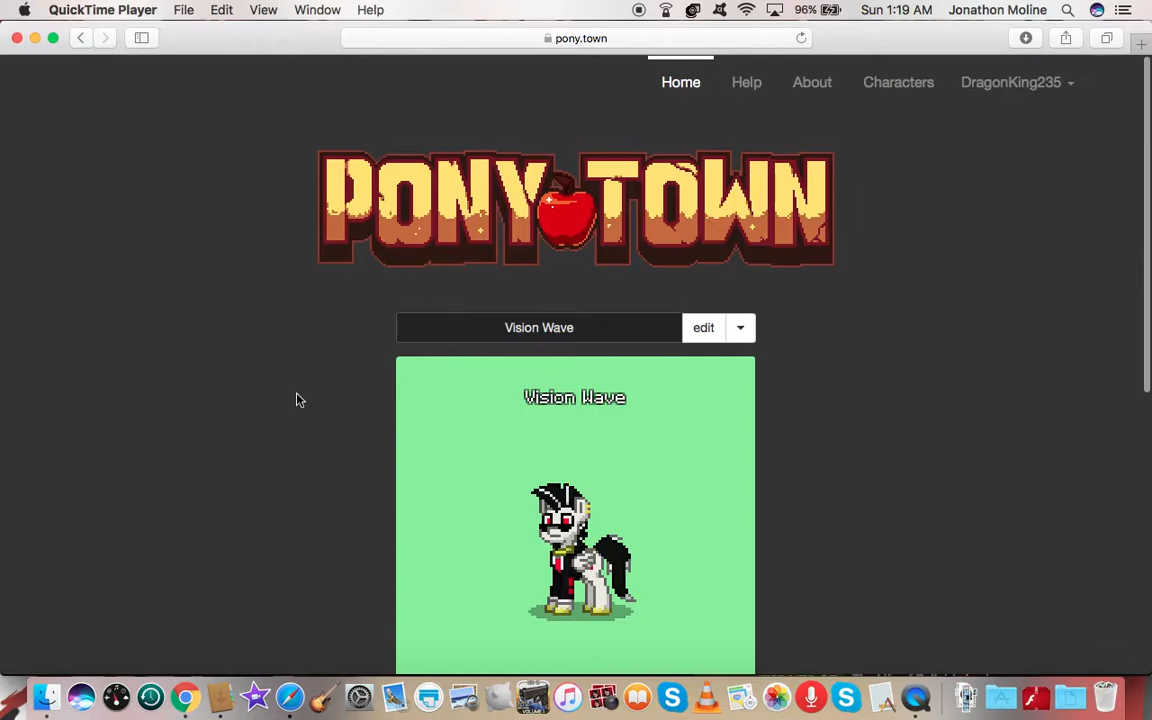 QuickTime Player File Edit View Window Help 96% Sun 1:19 AM Jonathon Moline
pony.town
Home Help About Characters DragonKing235
PONY TOWN
Vision Wave edit
Vision Wave